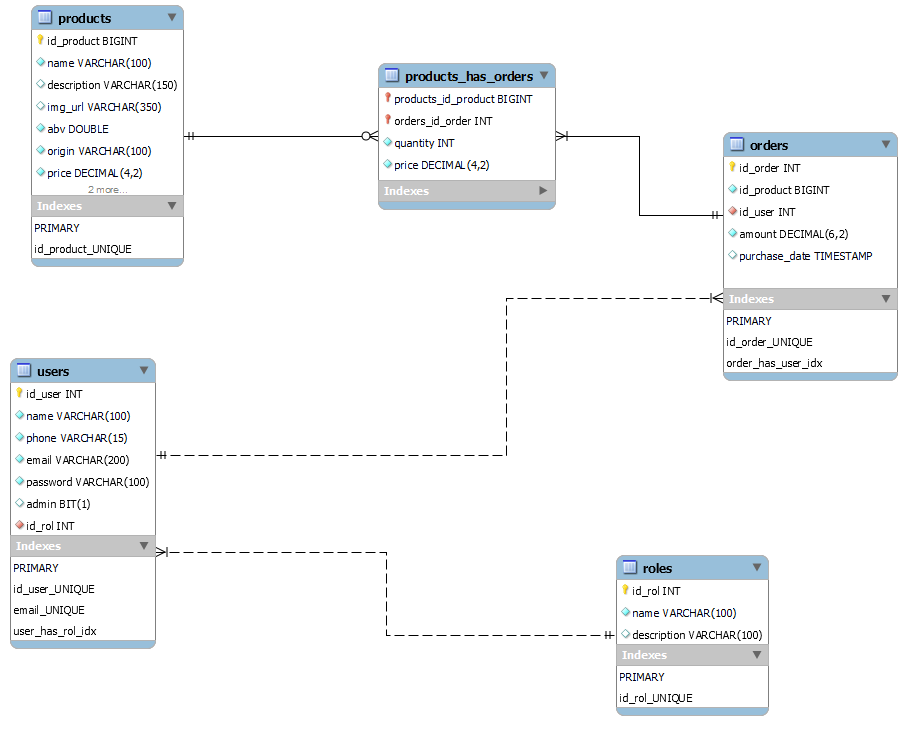 products
id_product BIGINT
name VARCHAR(100)
description VARCHAR(150)
img_url VARCHAR(350)
abv DOUBLE
origin VARCHAR(100)
price DECIMAL(4,2)
2 more...
Indexes
PRIMARY
id_product_UNIQUE
products_has_orders
products_id_product BIGINT
orders_id_order INT
quantity INT
price DECIMAL(4,2)
Indexes
orders
id_order INT
id_product BIGINT
id_user INT
amount DECIMAL(6,2)
purchase_date TIMESTAMP
Indexes
PRIMARY
id_order_UNIQUE
order_has_user_idx
users
id_user INT
name VARCHAR(100)
phone VARCHAR(15)
email VARCHAR(200)
password VARCHAR(100)
admin BIT(1)
id_rol INT
Indexes
PRIMARY
id_user_UNIQUE
email_UNIQUE
user_has_rol_idx
roles
id_rol INT
name VARCHAR(100)
description VARCHAR(100)
Indexes
PRIMARY
id_rol_UNIQUE